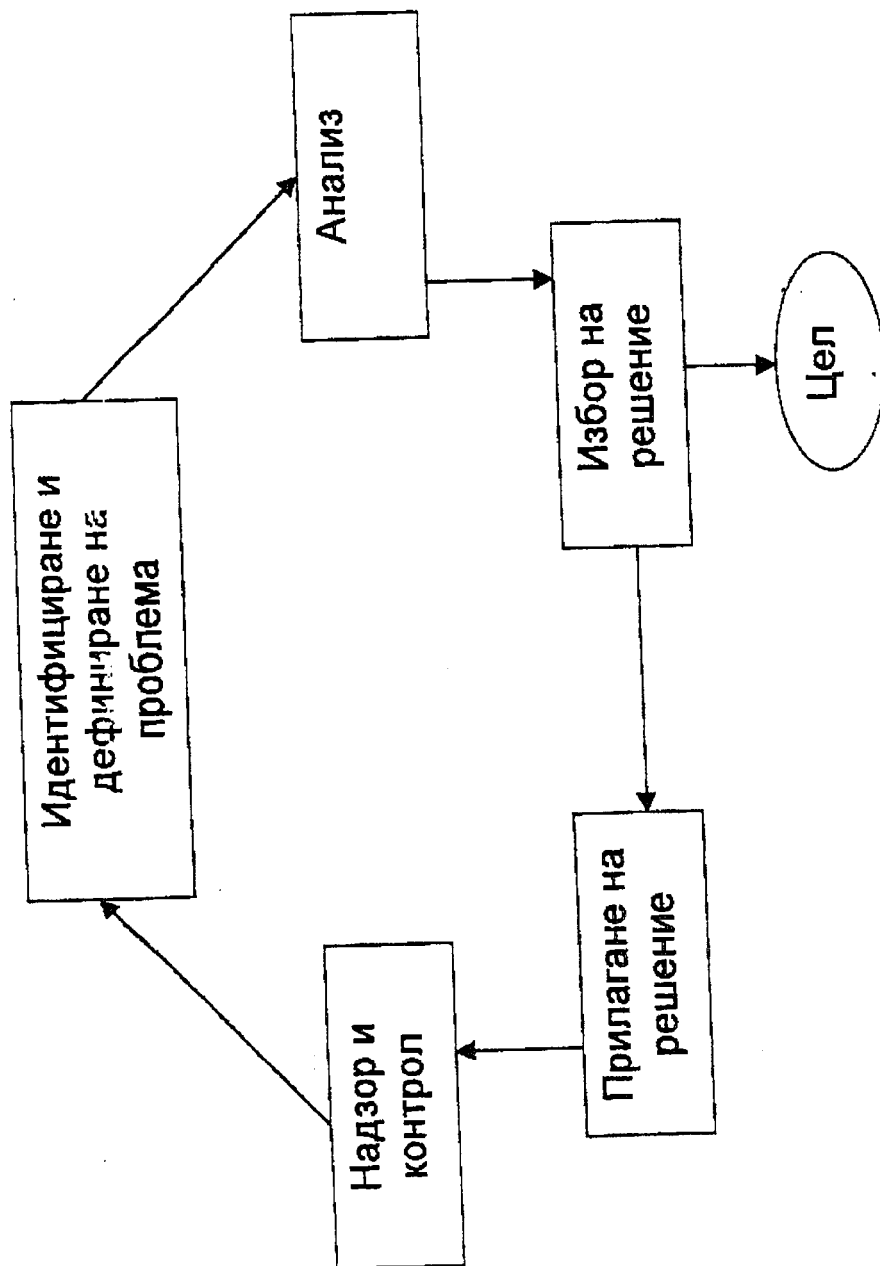 Идентифициране и
дефиниране на
проблема
Анализ
Избор на
решение
Цел
Прилагане на
решение
Надзор и
контрол